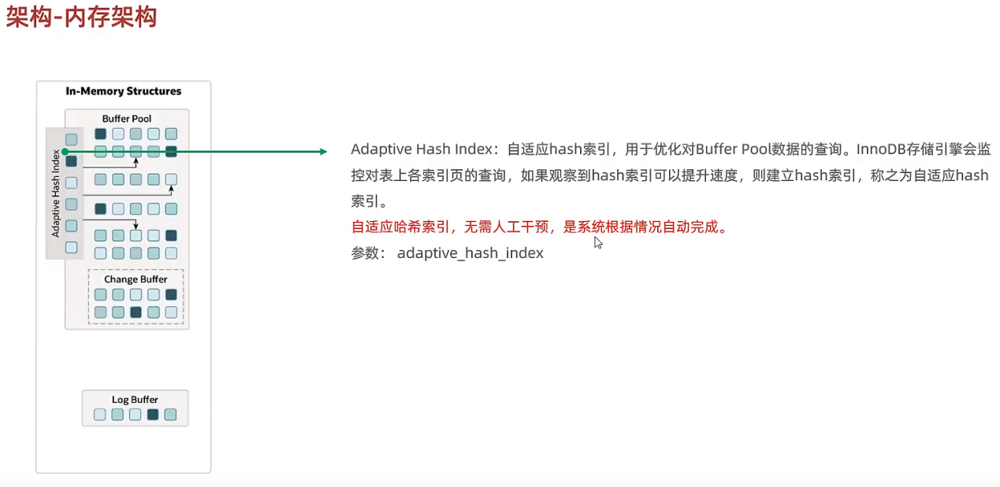 架构-内存架构
In-Memory Structures
Buffer Pool
Adaptive Hash Index
Change Buffer
Log Buffer
Adaptive Hash Index：自适应hash索引，用于优化对Buffer Pool数据的查询。InnoDB存储引擎会监
控对表上各索引页的查询，如果观察到hash索引可以提升速度，则建立hash索引，称之为自适应hash
索引。
自适应哈希索引，无需人工干预，是系统根据情况自动完成。
参数： adaptive_hash_index